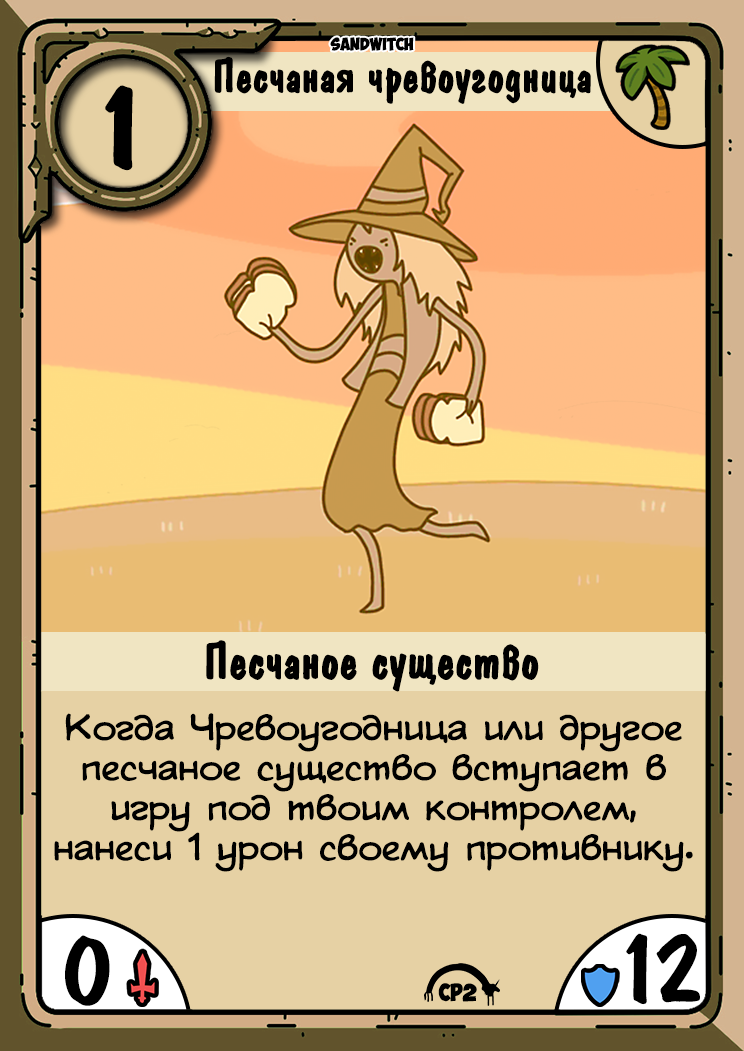 SANDWITCH
1
Песчаная чревоугодница
Песчаное существо
Когда Чревоугодница или другое
песчаное существо вступает в
игру под твоим контролем,
нанеси 1 урон своему противнику.
0
CP2
12